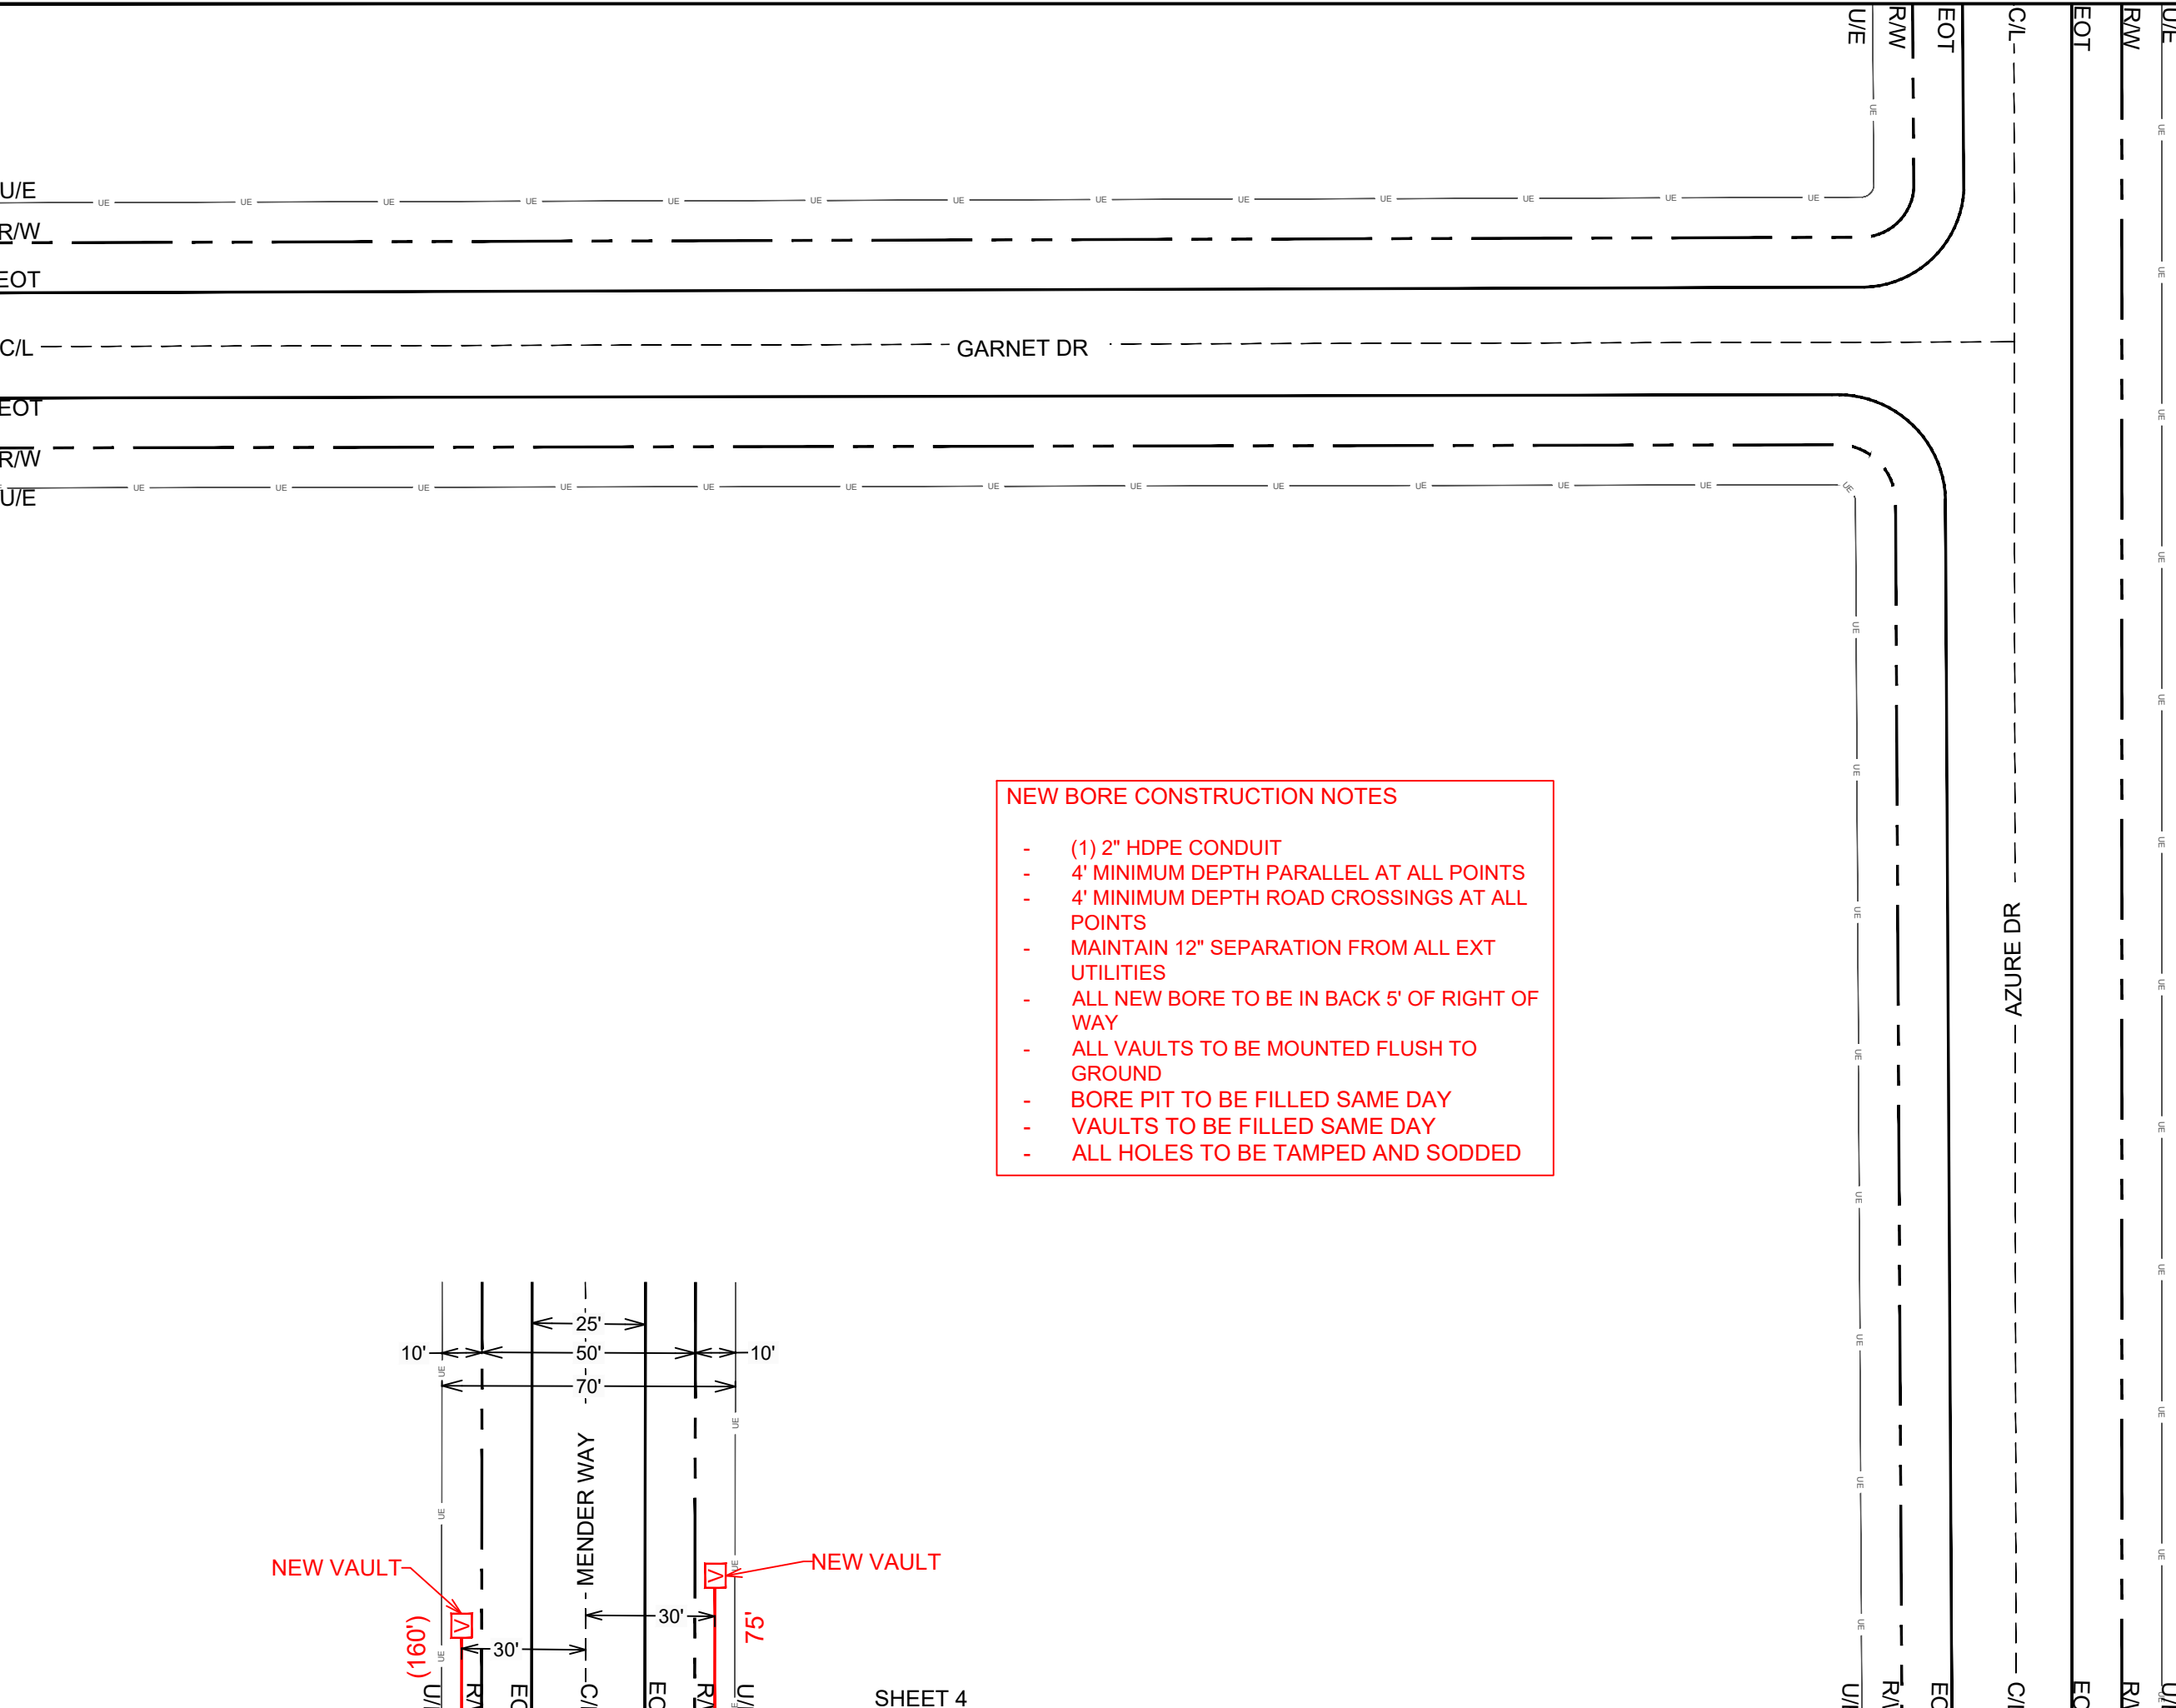 U/E
R/W
EOT
C/L
EOT
R/W
U/E
U/E
R/W
EOT
C/L
GARNET DR
EOT
R/W
U/E
NEW BORE CONSTRUCTION NOTES
- (1) 2" HDPE CONDUIT
- 4' MINIMUM DEPTH PARALLEL AT ALL POINTS
- 4' MINIMUM DEPTH ROAD CROSSINGS AT ALL
POINTS
- MAINTAIN 12" SEPARATION FROM ALL EXT
UTILITIES
- ALL NEW BORE TO BE IN BACK 5' OF RIGHT OF
WAY
- ALL VAULTS TO BE MOUNTED FLUSH TO
GROUND
- BORE PIT TO BE FILLED SAME DAY
- VAULTS TO BE FILLED SAME DAY
- ALL HOLES TO BE TAMPED AND SODDED
AZURE DR
25'
10'
50'
10'
70'
MENDER WAY
NEW VAULT
NEW VAULT
V
V
(160')
30'
30'
75'
SHEET 4
UE